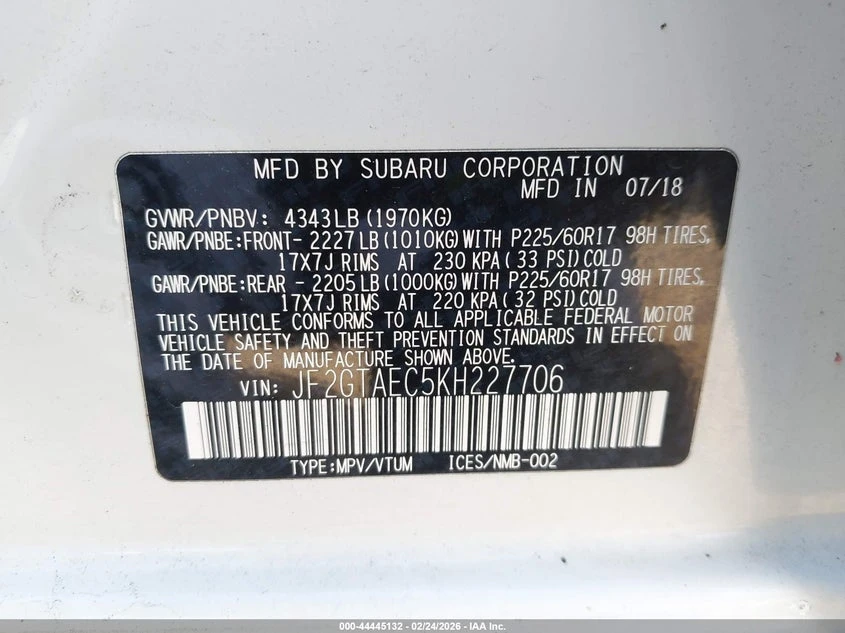 MFD BY SUBARU CORPORATION
MFD IN 07/18
GVWR/PNBV: 4343LB (1970KG)
GAWR/PNBE:FRONT- 2227 LB (1010KG) WITH P225/60R17 98H TIRES,
17X7J RIMS AT 230 KPA ( 33 PSI) COLD
GAWR/PNBE:REAR - 2205 LB (1000KG) WITH P225/60R17 98H TIRES,
17X7J RIMS AT 220 KPA ( 32 PSI) COLD
THIS VEHICLE CONFORMS TO ALL APPLICABLE FEDERAL MOTOR
VEHICLE SAFETY AND THEFT PREVENTION STANDARDS IN EFFECT ON
THE DATE OF MANUFACTURE SHOWN ABOVE.
VIN: JF2GTAEC5KH227706
TYPE:MPV/VTUM ICES/NMB-002
000-44445132 - 02/24/2026 - IAA Inc.